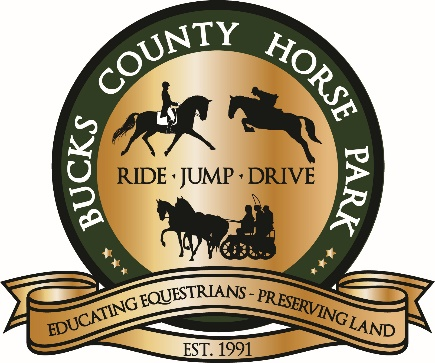 BUCKS COUNTY HORSE PARK
RIDE · JUMP · DRIVE
EDUCATING EQUESTRIANS - PRESERVING LAND
EST. 1991